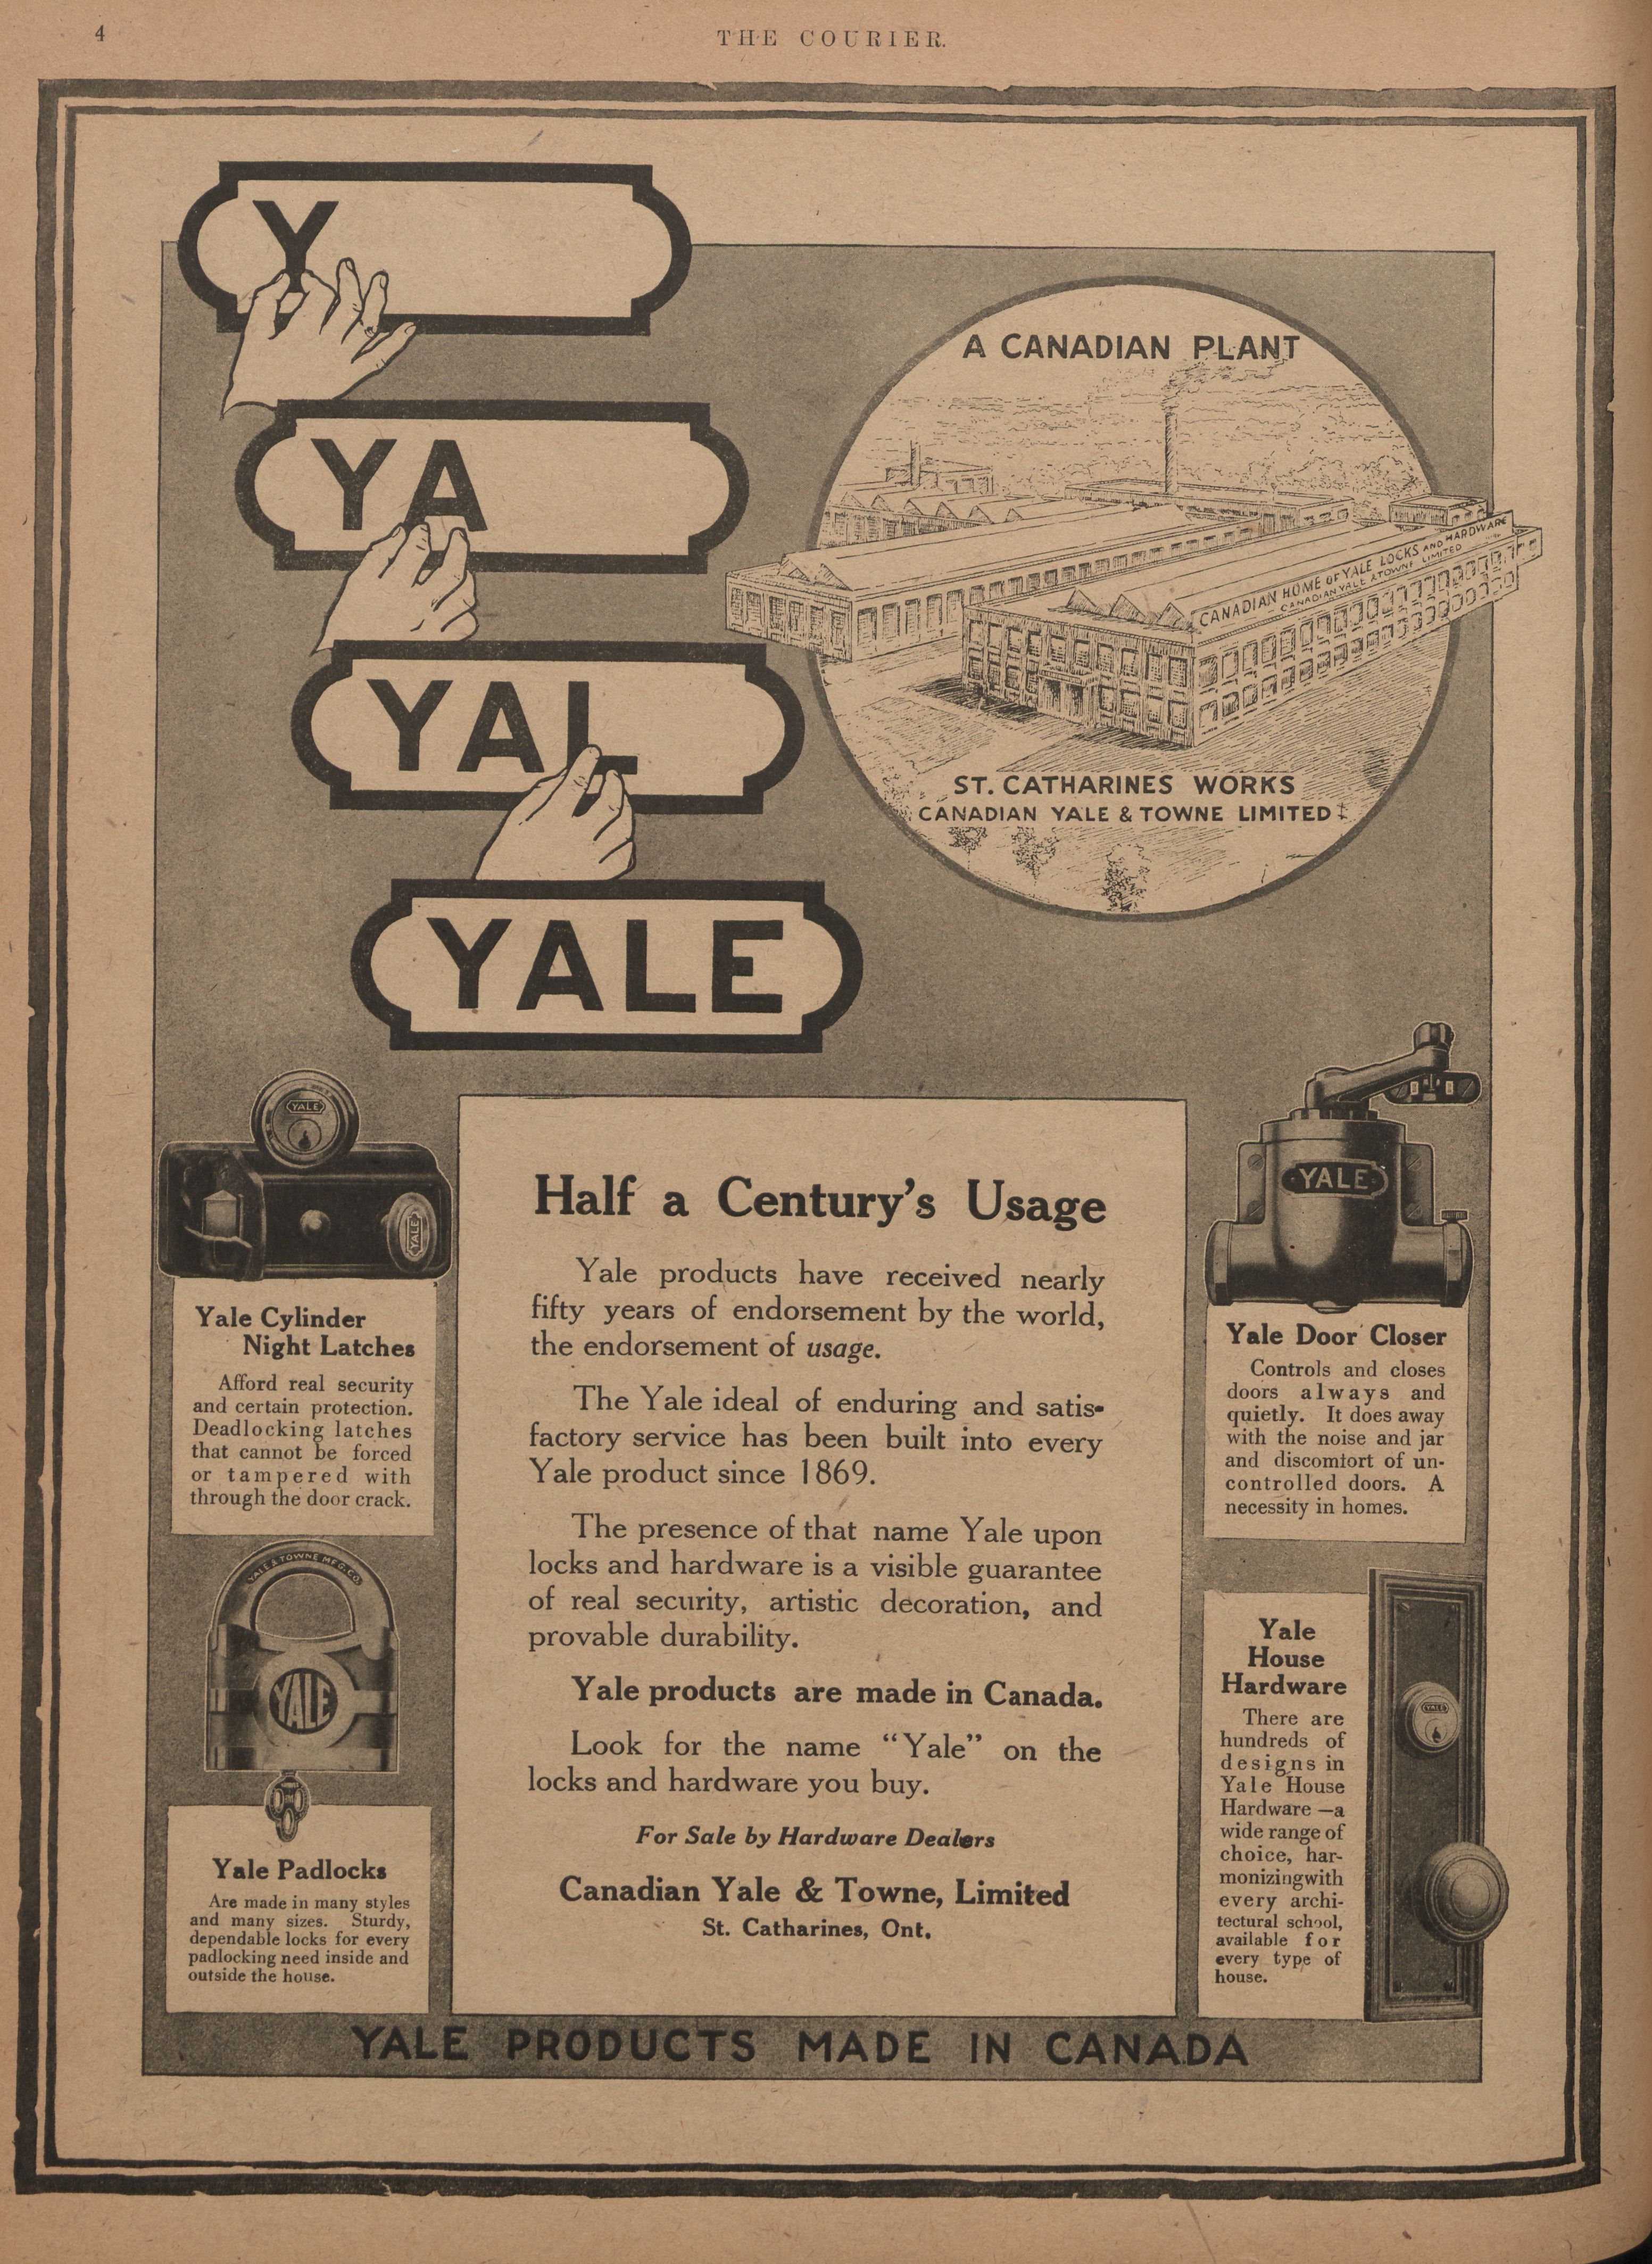 4
THE COURIER.
Y
YA
YAL
YALE
A CANADIAN PLANT
CANADIAN HOME OF YALE LOCKS AND HARDWARE
CANADIAN YALE & TOWNE LIMITED
ST. CATHARINES WORKS
CANADIAN YALE & TOWNE LIMITED
YALE
YALE
Yale Cylinder
Night Latches
Afford real security
and certain protection.
Deadlocking latches
that cannot be forced
or tampered with
through the door crack.
YALE & TOWNE MFG. CO.
YALE
Yale Padlocks
Are made in many styles
and many sizes. Sturdy,
dependable locks for every
padlocking need inside and
outside the house.
Half a Century's Usage
Yale products have received nearly
fifty years of endorsement by the world,
the endorsement of usage.
The Yale ideal of enduring and satis-
factory service has been built into every
Yale product since 1869.
The presence of that name Yale upon
locks and hardware is a visible guarantee
of real security, artistic decoration, and
provable durability.
Yale products are made in Canada.
Look for the name "Yale" on the
locks and hardware you buy.
For Sale by Hardware Dealers
Canadian Yale & Towne, Limited
St. Catharines, Ont.
YALE
Yale Door Closer
Controls and closes
doors always and
quietly. It does away
with the noise and jar
and discomfort of un-
controlled doors. A
necessity in homes.
Yale
House
Hardware
There are
hundreds of
designs in
Yale House
Hardware—a
wide range of
choice, har-
monizingwith
every archi-
tectural school,
available for
every type of
house.
YALE
YALE PRODUCTS MADE IN CANADA